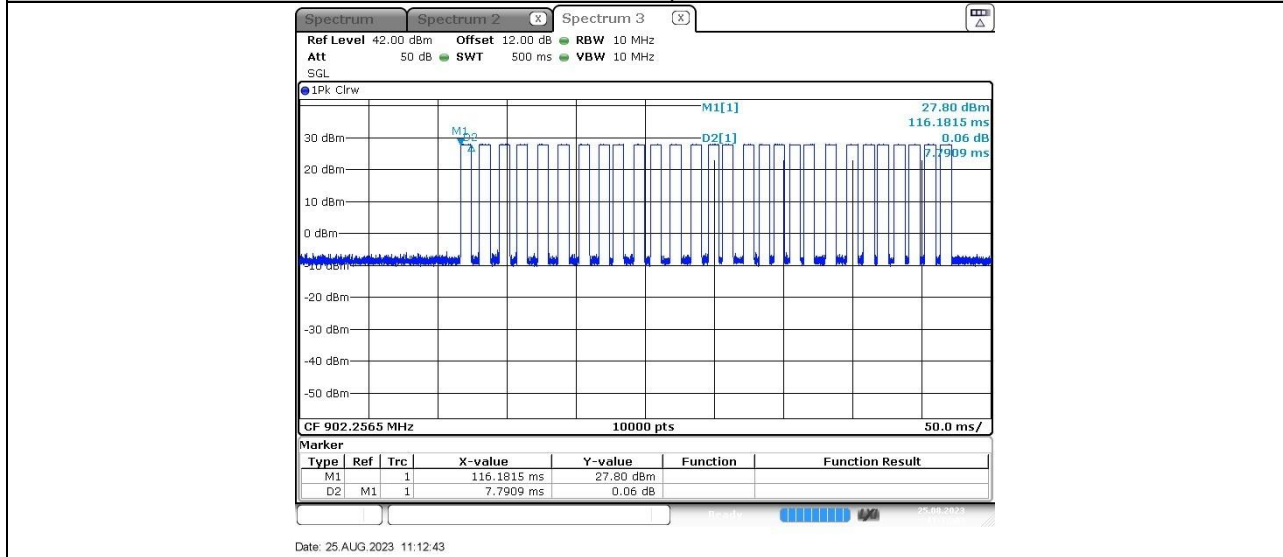 Spectrum Spectrum 2 X Spectrum 3 X
Ref Level 42.00 dBm Offset 12.00 dB RBW 10 MHz
Att 50 dB SWT 500 ms VBW 10 MHz
SGL
1Pk Clrw
M1[1] 27.80 dBm
116.1815 ms
D2[1] 0.06 dB
7.7909 ms
M1
D2
30 dBm
20 dBm
10 dBm
0 dBm
-10 dBm
-20 dBm
-30 dBm
-40 dBm
-50 dBm
CF 902.2565 MHz 10000 pts 50.0 ms/
Marker
Type Ref Trc X-value Y-value Function Function Result
M1 1 116.1815 ms 27.80 dBm
D2 M1 1 7.7909 ms 0.06 dB
Ready 25.08.2023
Date: 25.AUG.2023 11:12:43